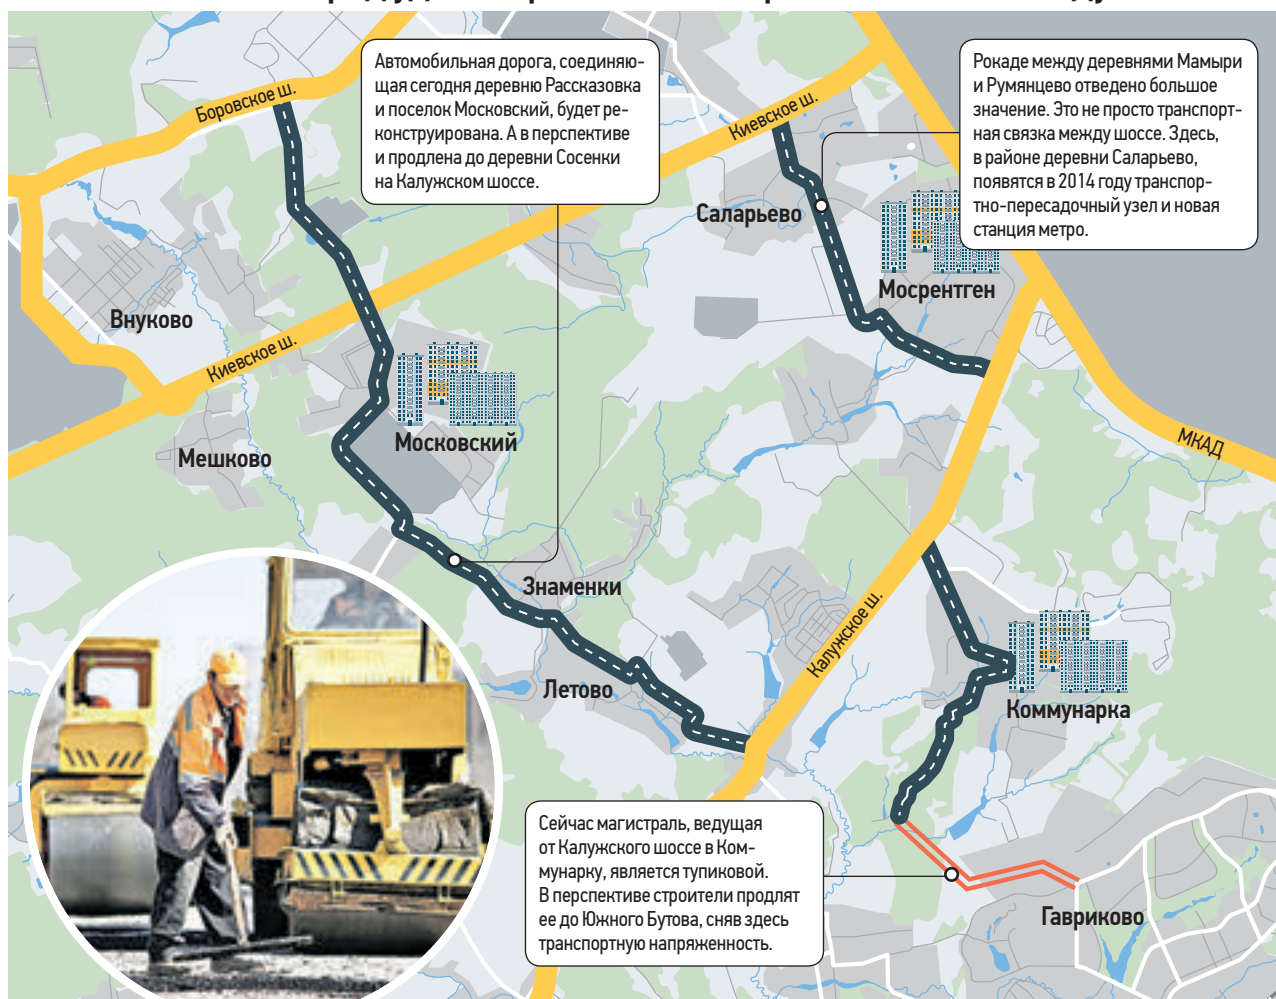 Автомобильная дорога, соединяю-
щая сегодня деревню Рассказовка
и поселок Московский, будет ре-
конструирована. А в перспективе
и продлена до деревни Сосенки
на Калужском шоссе.
Рокаде между деревнями Мамыри
и Румянцево отведено большое
значение. Это не просто транспорт-
ная связка между шоссе. Здесь,
в районе деревни Саларьево,
появятся в 2014 году транспор-
тно-пересадочный узел и новая
станция метро.
Боровское ш.
Киевское ш.
Саларьево
Мосрентген
Внуково
Киевское ш.
Московский
Мешково
МКАД
Знаменки
Калужское ш.
Летово
Коммунарка
Сейчас магистраль, ведущая
от Калужского шоссе в Ком-
мунарку, является тупиковой.
В перспективе строители продлят
ее до Южного Бутова, сняв здесь
транспортную напряженность.
Гавриково